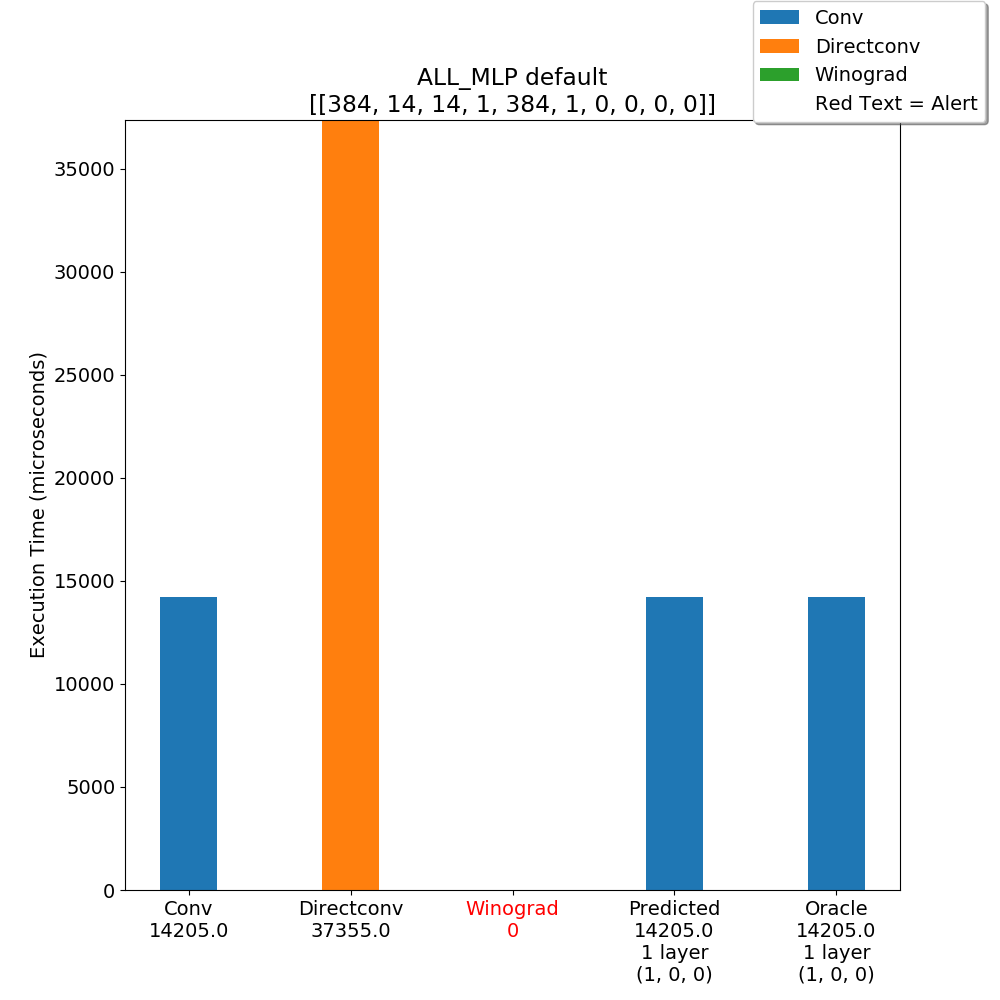 Conv
Directconv
Winograd
Red Text = Alert
ALL_MLP default
[[384, 14, 14, 1, 384, 1, 0, 0, 0, 0]]
Execution Time (microseconds)
35000
30000
25000
20000
15000
10000
5000
0
Conv
14205.0
Directconv
37355.0
Winograd
0
Predicted
14205.0
1 layer
(1, 0, 0)
Oracle
14205.0
1 layer
(1, 0, 0)